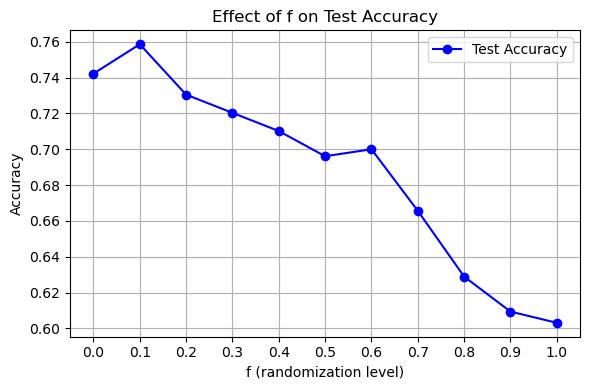 Effect of f on Test Accuracy
Test Accuracy
Accuracy
0.76
0.74
0.72
0.70
0.68
0.66
0.64
0.62
0.60
0.0 0.1 0.2 0.3 0.4 0.5 0.6 0.7 0.8 0.9 1.0
f (randomization level)